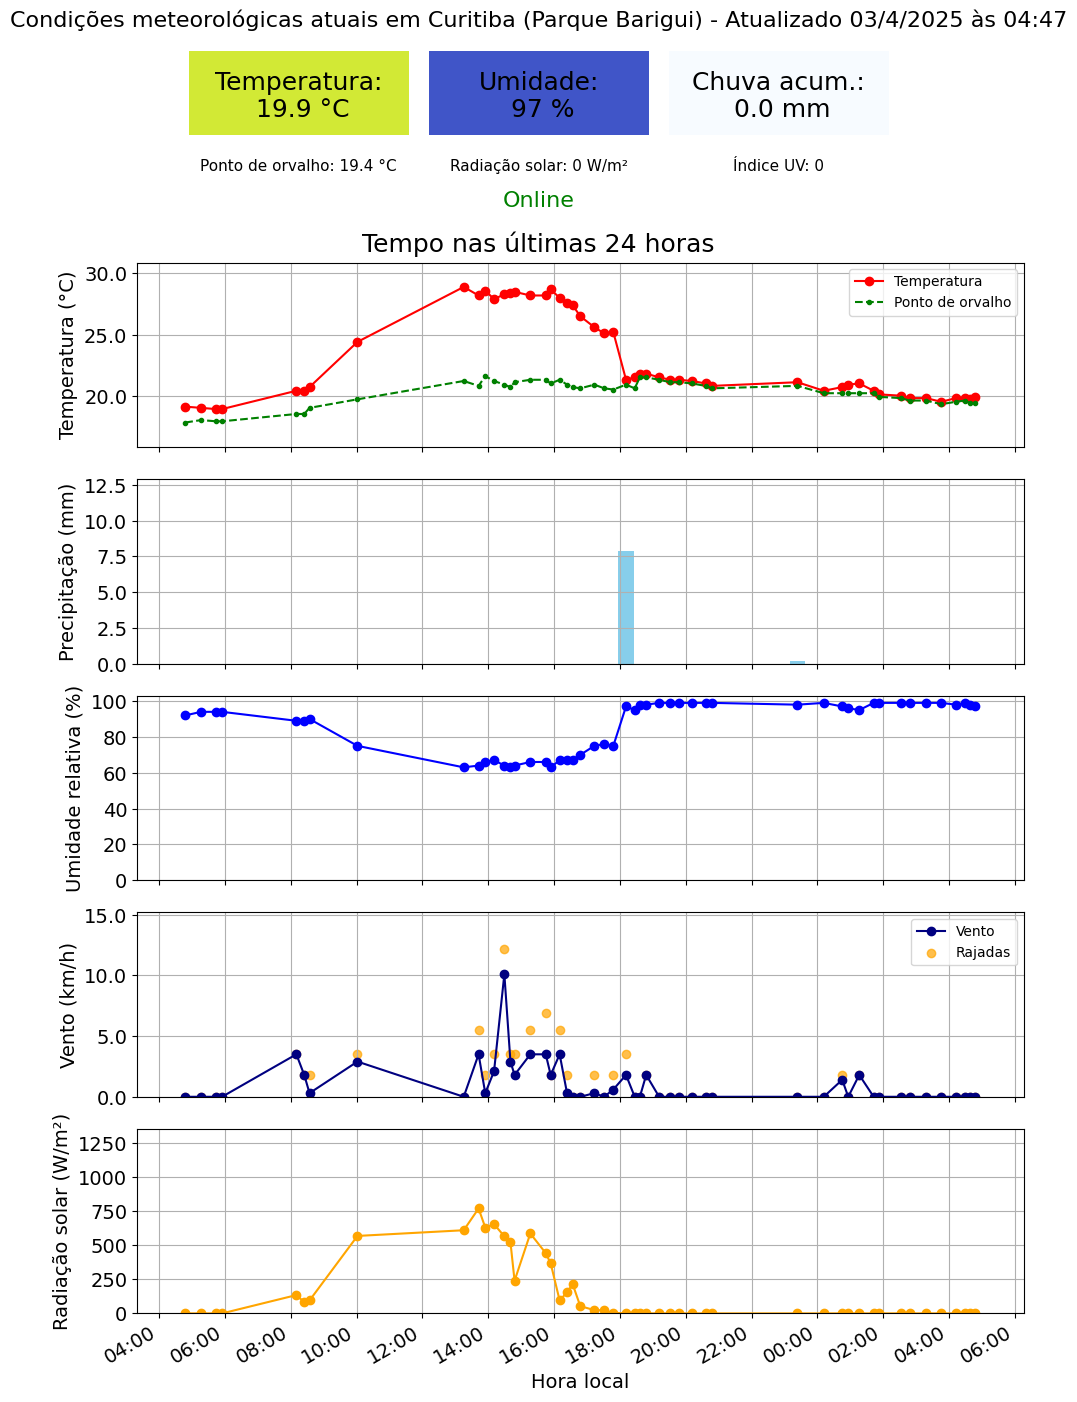 Condições meteorológicas atuais em Curitiba (Parque Barigui) - Atualizado 03/4/2025 às 04:47
Temperatura:
19.9 °C
Umidade:
97 %
Chuva acum.:
0.0 mm
Ponto de orvalho: 19.4 °C
Radiação solar: 0 W/m²
Índice UV: 0
Online
Tempo nas últimas 24 horas
Temperatura (°C)
30.0
25.0
20.0
Temperatura
Ponto de orvalho
Precipitação (mm)
12.5
10.0
7.5
5.0
2.5
0.0
Umidade relativa (%)
100
80
60
40
20
0
Vento (km/h)
15.0
10.0
5.0
0.0
Vento
Rajadas
Radiação solar (W/m²)
1250
1000
750
500
250
0
04:00
06:00
08:00
10:00
12:00
14:00
16:00
18:00
20:00
22:00
00:00
02:00
04:00
06:00
Hora local